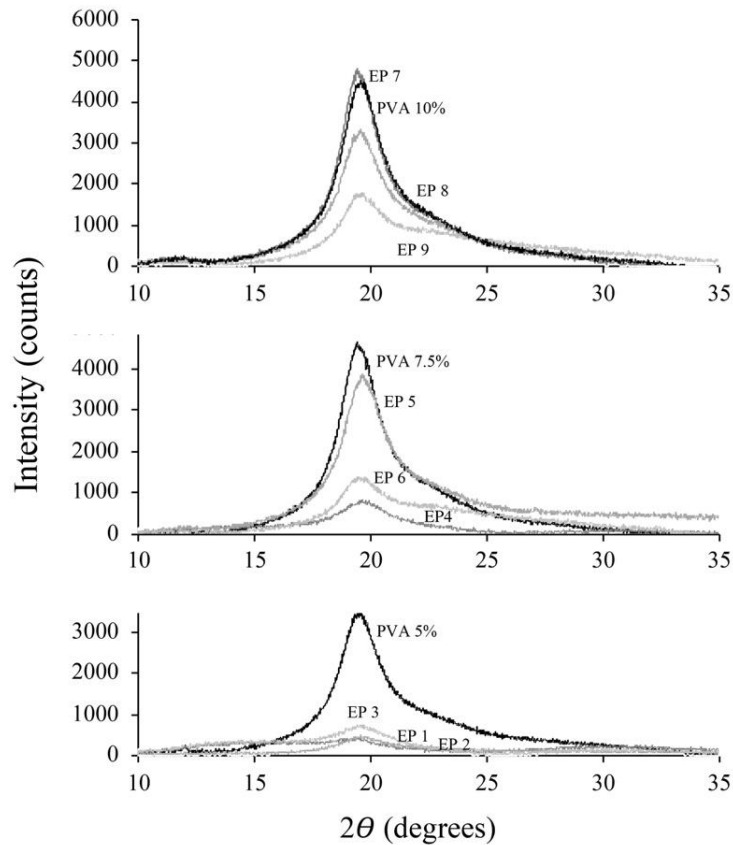 Intensity (counts)
6000
5000
4000
3000
2000
1000
0
EP 7
PVA 10%
EP 8
EP 9
10 15 20 25 30 35
4000
3000
2000
1000
0
PVA 7.5%
EP 5
EP 6
EP4
10 15 20 25 30 35
3000
2000
1000
0
PVA 5%
EP 3
EP 1
EP 2
10 15 20 25 30 35
2θ (degrees)